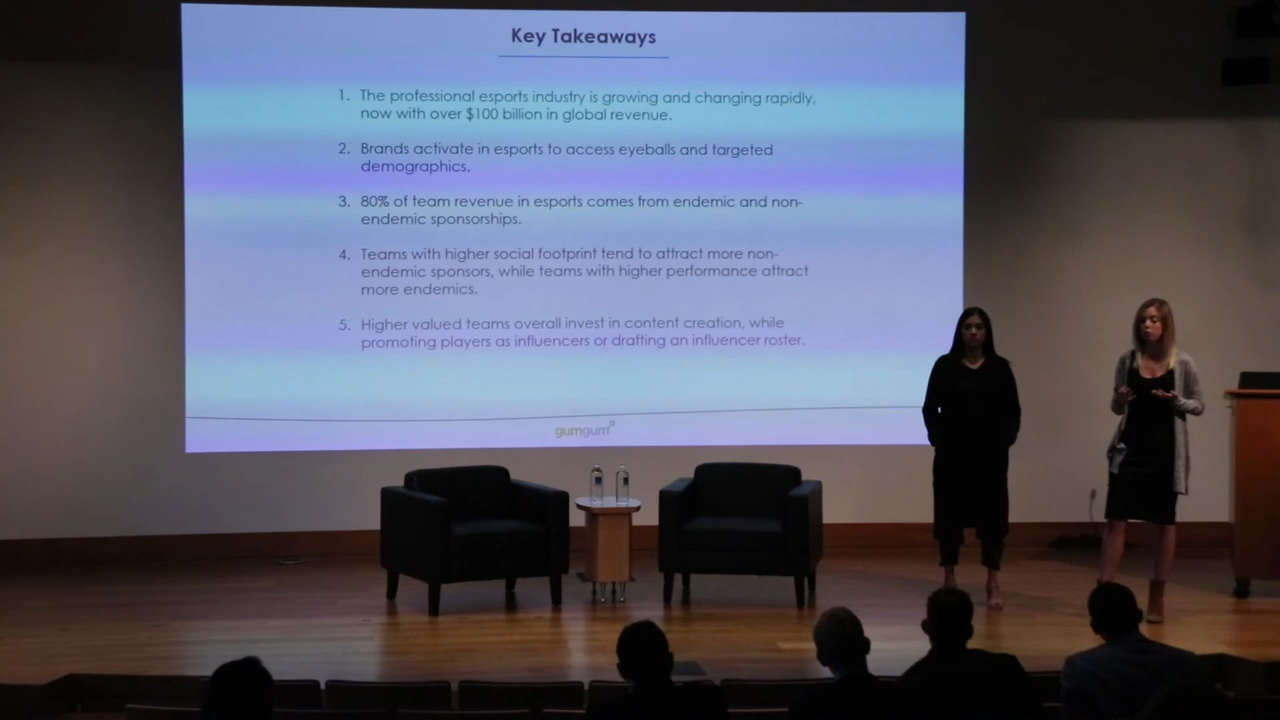 Key Takeaways
1. The professional esports industry is growing and changing rapidly,
now with over $100 billion in global revenue.
2. Brands activate in esports to access eyeballs and targeted
demographics.
3. 80% of team revenue in esports comes from endemic and non-
endemic sponsorships.
4. Teams with higher social footprint tend to attract more non-
endemic sponsors, while teams with higher performance attract
more endemics.
5. Higher valued teams overall invest in content creation, while
promoting players as influencers or drafting an influencer roster.
gumgum